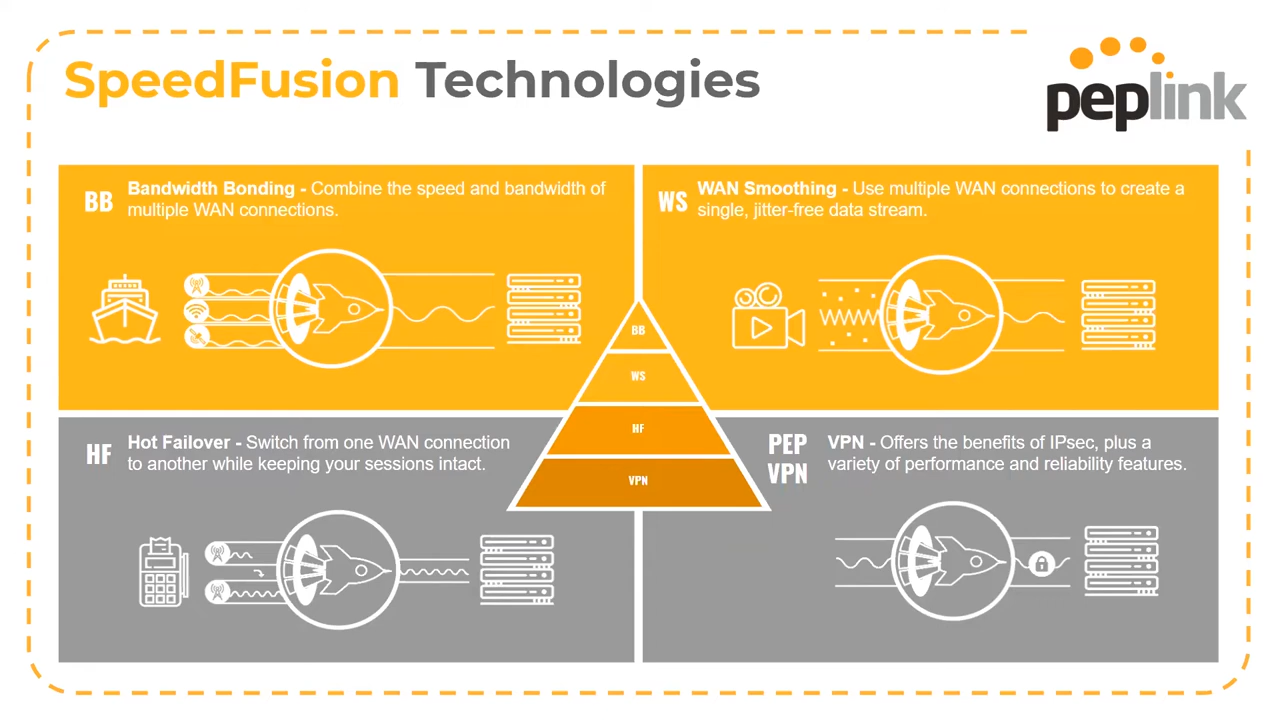 SpeedFusion Technologies
peplink
BB
Bandwidth Bonding - Combine the speed and bandwidth of
multiple WAN connections.
WS
WAN Smoothing - Use multiple WAN connections to create a
single, jitter-free data stream.
BB
WS
HF
VPN
HF
Hot Failover - Switch from one WAN connection
to another while keeping your sessions intact.
PEP
VPN
VPN - Offers the benefits of IPsec, plus a
variety of performance and reliability features.